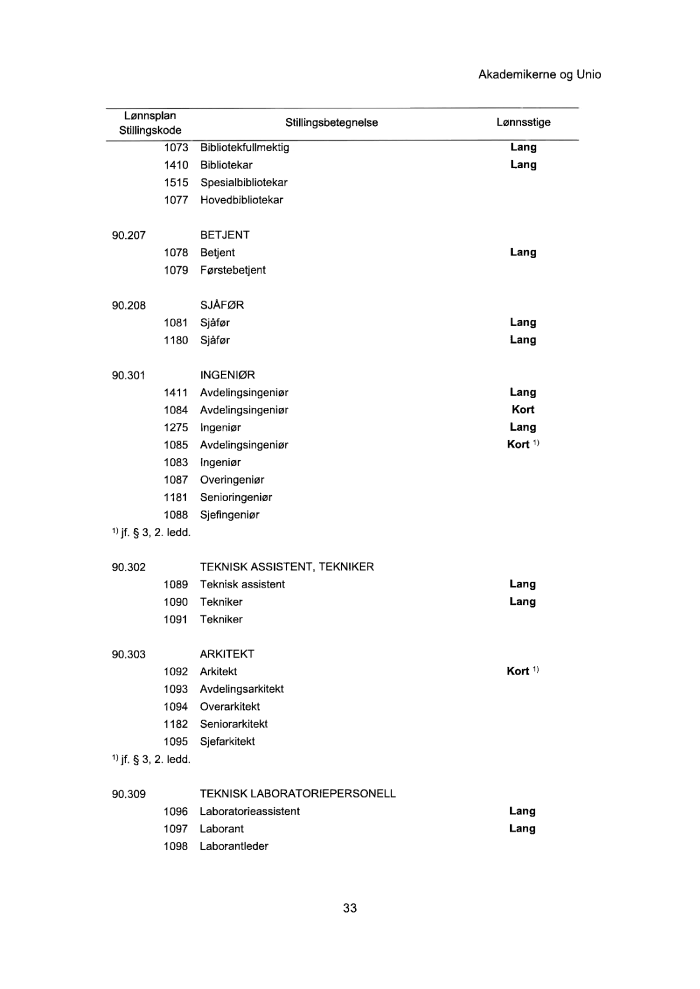 Akademikerne og Unio
Lønnsplan
Stillingskode Stillingsbetegnelse Lønnsstige
1073 Bibliotekfullmektig Lang
1410 Bibliotekar Lang
1515 Spesialbibliotekar
1077 Hovedbibliotekar
90.207 BETJENT
1078 Betjent Lang
1079 Førstebetjent
90.208 SJÅFØR
1081 Sjåfør Lang
1180 Sjåfør Lang
90.301 INGENIØR
1411 Avdelingsingeniør Lang
1084 Avdelingsingeniør Kort
1275 Ingeniør Lang
1085 Avdelingsingeniør Kort 1)
1083 Ingeniør
1087 Overingeniør
1181 Senioringeniør
1088 Sjefingeniør
1) jf. § 3, 2. ledd.
90.302 TEKNISK ASSISTENT, TEKNIKER
1089 Teknisk assistent Lang
1090 Tekniker Lang
1091 Tekniker
90.303 ARKITEKT
1092 Arkitekt Kort 1)
1093 Avdelingsarkitekt
1094 Overarkitekt
1182 Seniorarkitekt
1095 Sjefarkitekt
1) jf. § 3, 2. ledd.
90.309 TEKNISK LABORATORIEPERSONELL
1096 Laboratorieassistent Lang
1097 Laborant Lang
1098 Laborantleder
33